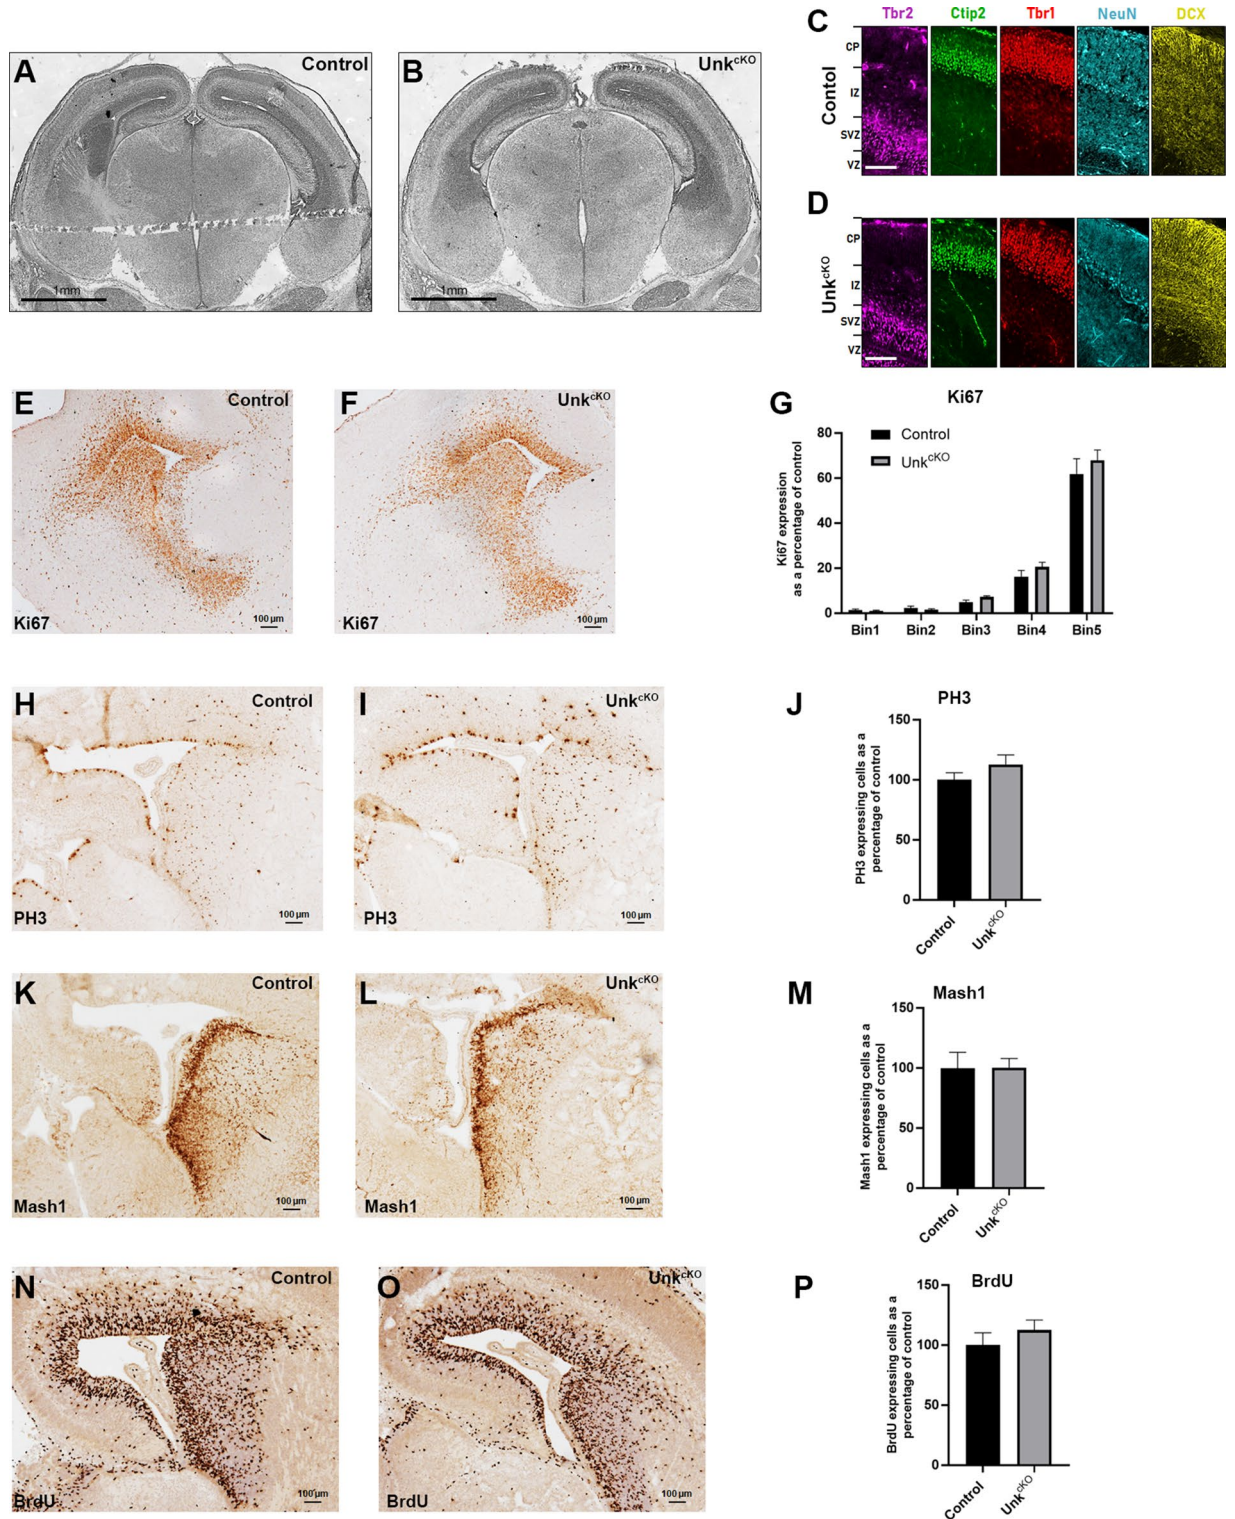 C
Tbr2
Ctip2
Tbr1
NeuN
DCX
A
Control
1mm
B
Unk^cKO
1mm
Contol
CP
IZ
SVZ
VZ
D
Unk^cKO
CP
IZ
SVZ
VZ
E
Control
Ki67
100 µm
F
Unk^cKO
Ki67
100 µm
G
Ki67
Control
Unk^cKO
Ki67 expression
as a percentage of control
80
60
40
20
0
Bin1 Bin2 Bin3 Bin4 Bin5
H
Control
PH3
100 µm
I
Unk^cKO
PH3
100 µm
J
PH3
PH3 expressing cells as a
percentage of control
150
100
50
0
Control
Unk^cKO
K
Control
Mash1
100 µm
L
Unk^cKO
Mash1
100 µm
M
Mash1
Mash1 expressing cells as a
percentage of control
150
100
50
0
Control
Unk^cKO
N
Control
BrdU
100 µm
O
Unk^cKO
BrdU
100 µm
P
BrdU
BrdU expressing cells as a
percentage of control
150
100
50
0
Control
Unk^cKO